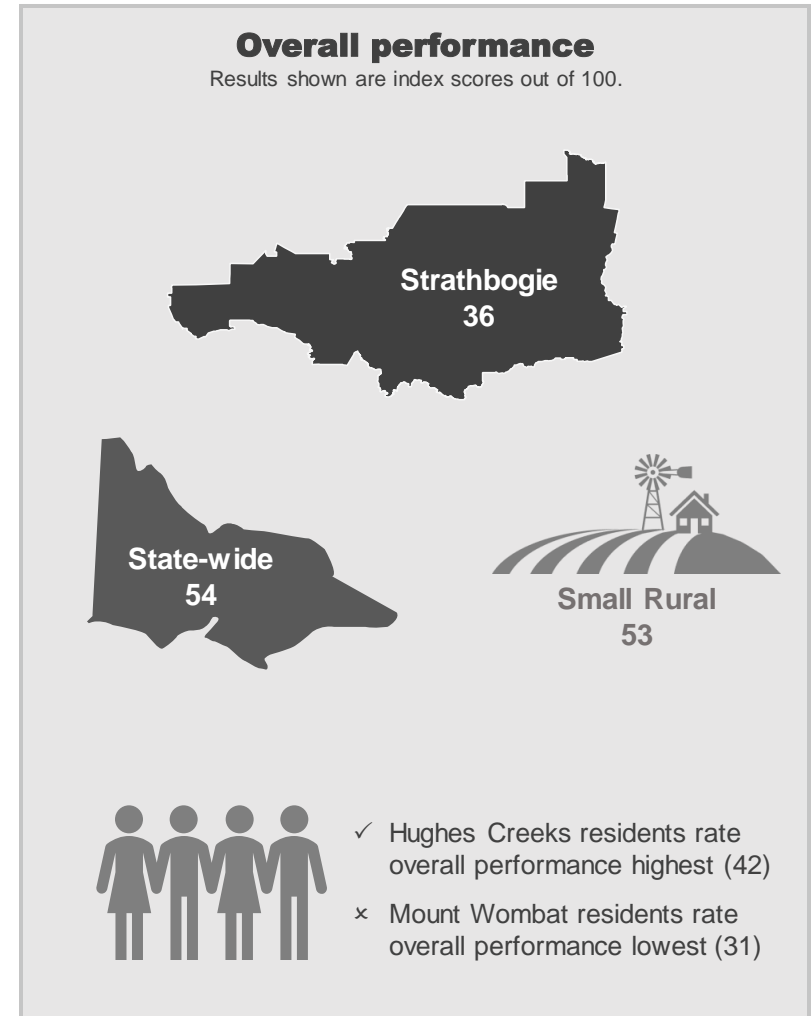 Overall performance
Results shown are index scores out of 100.
Strathbogie
36
State-wide
54
Small Rural
53
✓ Hughes Creeks residents rate
overall performance highest (42)
× Mount Wombat residents rate
overall performance lowest (31)